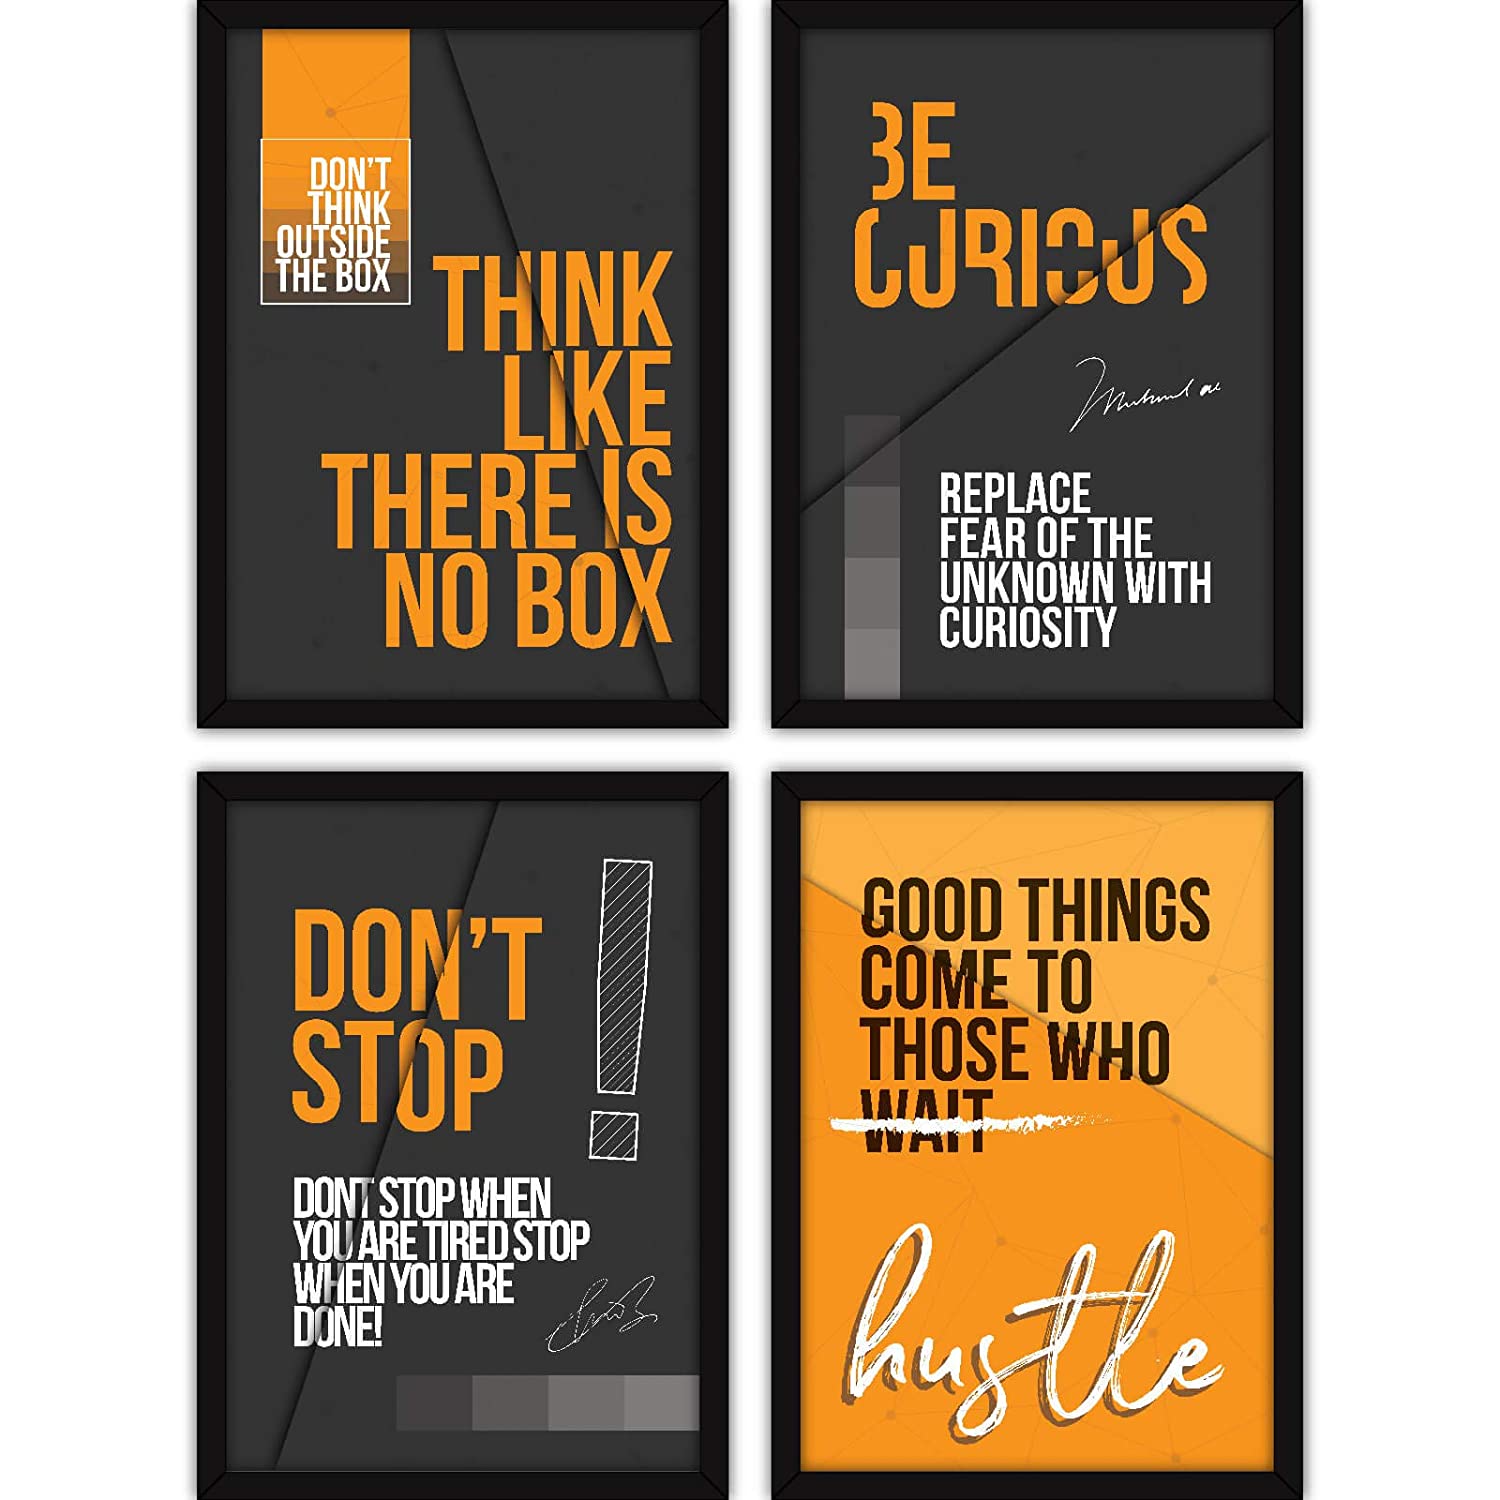 DON'T
THINK
OUTSIDE
THE BOX
THINK
LIKE
THERE IS
NO BOX
BE
CURIOUS
REPLACE
FEAR OF THE
UNKNOWN WITH
CURIOSITY
DON'T
STOP
DONT STOP WHEN
YOU ARE TIRED STOP
WHEN YOU ARE
DONE!
GOOD THINGS
COME TO
THOSE WHO
WAIT
hustle